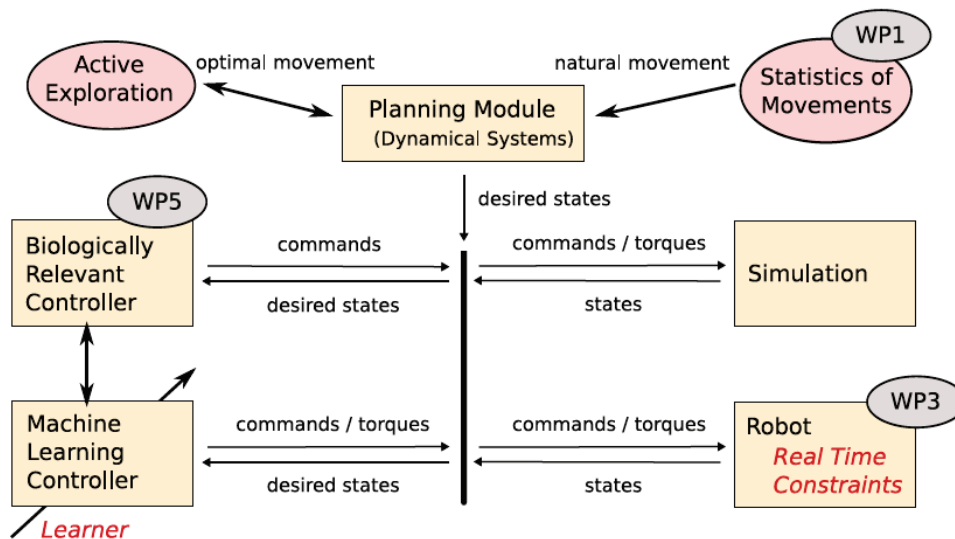 WP1
Active
Exploration
optimal movement
natural movement
Statistics of
Movements
Planning Module
(Dynamical Systems)
desired states
WP5
Biologically
Relevant
Controller
commands
desired states
commands / torques
states
Simulation
Machine
Learning
Controller
Learner
commands / torques
desired states
commands / torques
states
WP3
Robot
Real Time
Constraints